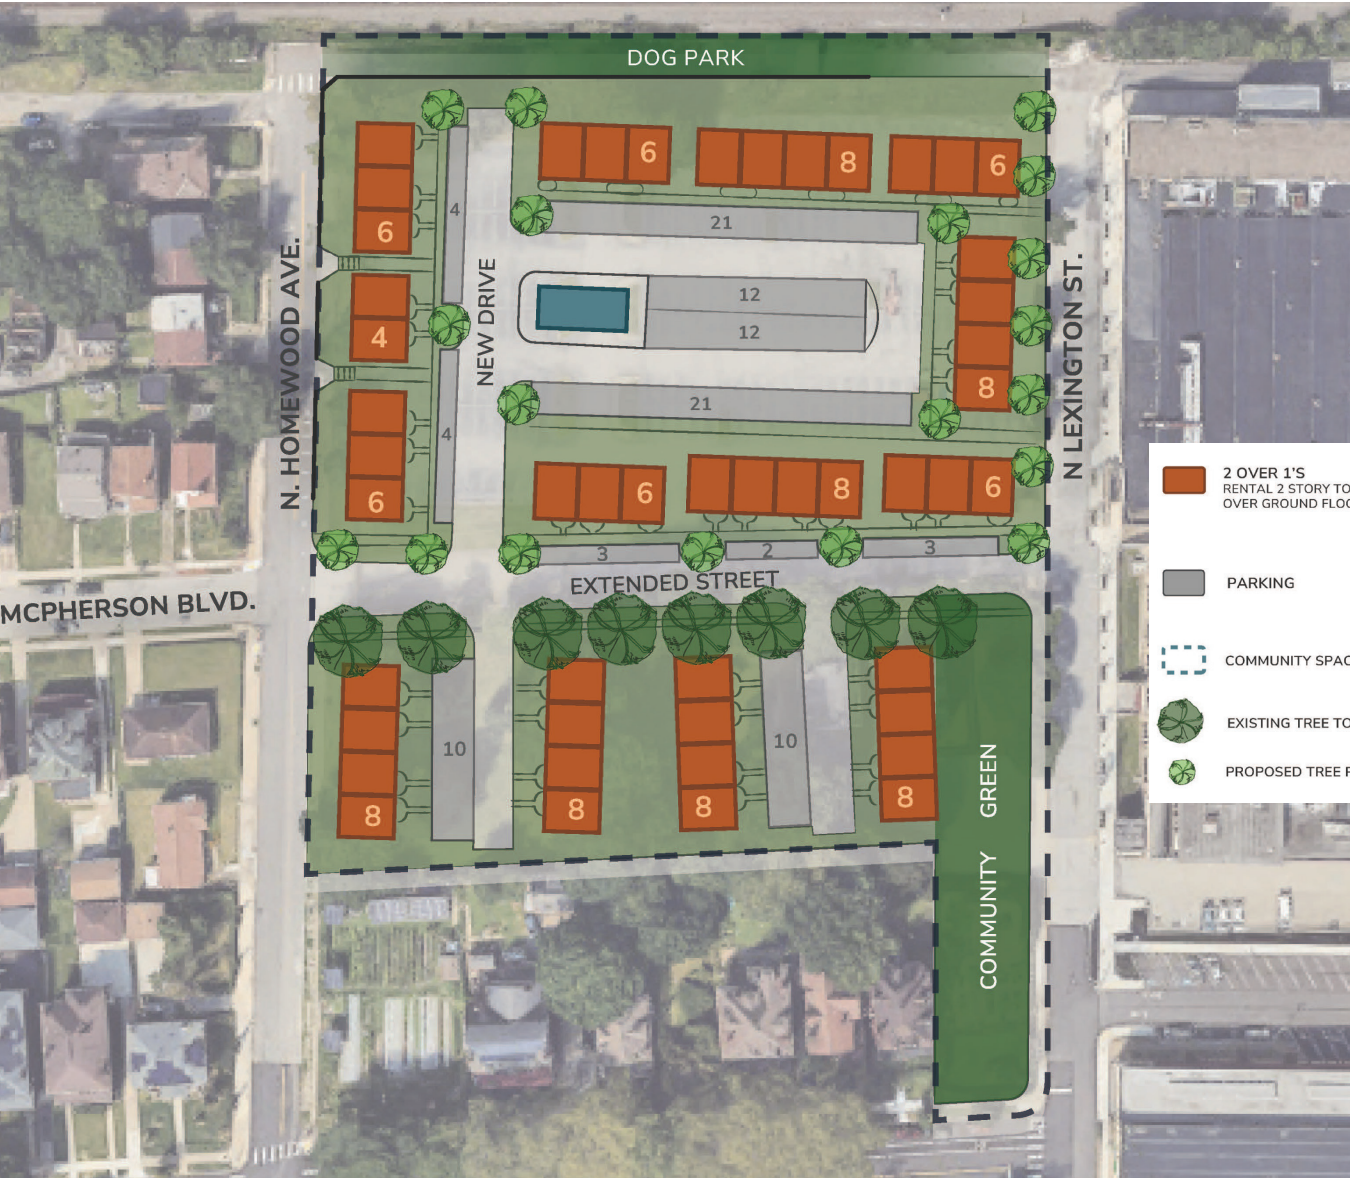 DOG PARK
6
8
6
6
4
21
12
12
4
8
21
4
6
6
8
6
3
2
3
N. HOMEWOOD AVE.
NEW DRIVE
N LEXINGTON ST.
EXTENDED STREET
MCPHERSON BLVD.
10
10
8
8
8
8
COMMUNITY GREEN
2 OVER 1'S
RENTAL 2 STORY TO
OVER GROUND FLOO
PARKING
COMMUNITY SPAC
EXISTING TREE TO
PROPOSED TREE P